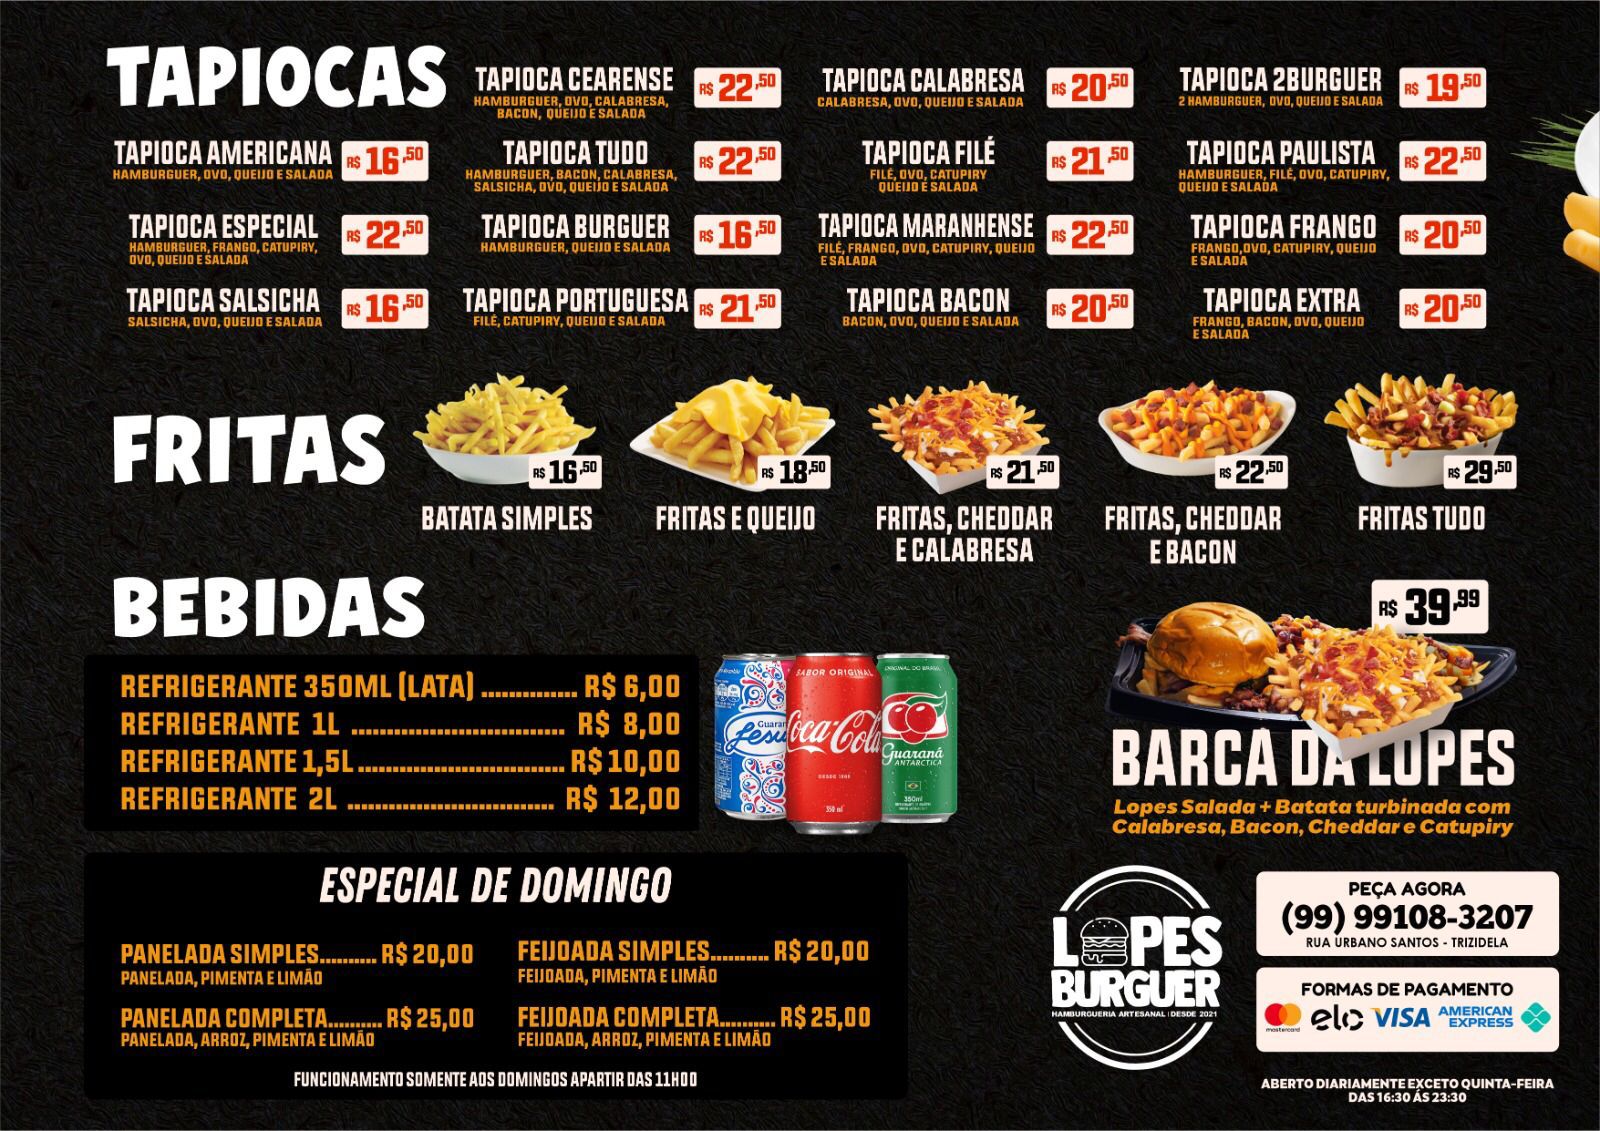 TAPIOCAS
TAPIOCA CEARENSE
HAMBURGUER, OVO, CALABRESA,
BACON, QUEIJO E SALADA
R$ 22,50
TAPIOCA CALABRESA
CALABRESA, OVO, QUEIJO E SALADA
R$ 20,50
TAPIOCA 2BURGUER
2 HAMBURGUER, OVO, QUEIJO E SALADA
R$ 19,50
TAPIOCA AMERICANA
HAMBURGUER, OVO, QUEIJO E SALADA
R$ 16,50
TAPIOCA TUDO
HAMBURGUER, BACON, CALABRESA,
SALSICHA, OVO, QUEIJO E SALADA
R$ 22,50
TAPIOCA FILÉ
FILÉ, OVO, CATUPIRY
QUEIJO E SALADA
R$ 21,50
TAPIOCA PAULISTA
HAMBURGUER, FILÉ, OVO, CATUPIRY,
QUEIJO E SALADA
R$ 22,50
TAPIOCA ESPECIAL
HAMBURGUER, FRANGO, CATUPIRY,
OVO, QUEIJO E SALADA
R$ 22,50
TAPIOCA BURGUER
HAMBURGUER, QUEIJO E SALADA
R$ 16,50
TAPIOCA MARANHENSE
FILÉ, FRANGO, OVO, CATUPIRY, QUEIJO
E SALADA
R$ 22,50
TAPIOCA FRANGO
FRANGO,OVO, CATUPIRY, QUEIJO
E SALADA
R$ 20,50
TAPIOCA SALSICHA
SALSICHA, OVO, QUEIJO E SALADA
R$ 16,50
TAPIOCA PORTUGUESA
FILÉ, CATUPIRY, QUEIJO E SALADA
R$ 21,50
TAPIOCA BACON
BACON, OVO, QUEIJO E SALADA
R$ 20,50
TAPIOCA EXTRA
FRANGO, BACON, OVO, QUEIJO
E SALADA
R$ 20,50
FRITAS
R$ 16,50
BATATA SIMPLES
R$ 18,50
FRITAS E QUEIJO
R$ 21,50
FRITAS, CHEDDAR
E CALABRESA
R$ 22,50
FRITAS, CHEDDAR
E BACON
R$ 29,50
FRITAS TUDO
BEBIDAS
REFRIGERANTE 350ML (LATA) .............. R$ 6,00
REFRIGERANTE 1L ............................... R$ 8,00
REFRIGERANTE 1,5L.............................. R$ 10,00
REFRIGERANTE 2L .............................. R$ 12,00
Guaraná
Jesus
SABOR ORIGINAL
Coca-Cola
DESDE 1886
350 ml
ORIGINAL DO BRASIL
Guaraná
ANTARCTICA
350ml
R$ 39,99
BARCA DA LOPES
Lopes Salada + Batata turbinada com
Calabresa, Bacon, Cheddar e Catupiry
ESPECIAL DE DOMINGO
PANELADA SIMPLES.......... R$ 20,00
PANELADA, PIMENTA E LIMÃO
PANELADA COMPLETA.......... R$ 25,00
PANELADA, ARROZ, PIMENTA E LIMÃO
FEIJOADA SIMPLES.......... R$ 20,00
FEIJOADA, PIMENTA E LIMÃO
FEIJOADA COMPLETA.......... R$ 25,00
FEIJOADA, ARROZ, PIMENTA E LIMÃO
FUNCIONAMENTO SOMENTE AOS DOMINGOS APARTIR DAS 11H00
LOPES
BURGUER
HAMBURGUERIA ARTESANAL | DESDE 2021
PEÇA AGORA
(99) 99108-3207
RUA URBANO SANTOS - TRIZIDELA
FORMAS DE PAGAMENTO
mastercard
elo
VISA
AMERICAN
EXPRESS
ABERTO DIARIAMENTE EXCETO QUINTA-FEIRA
DAS 16:30 ÁS 23:30